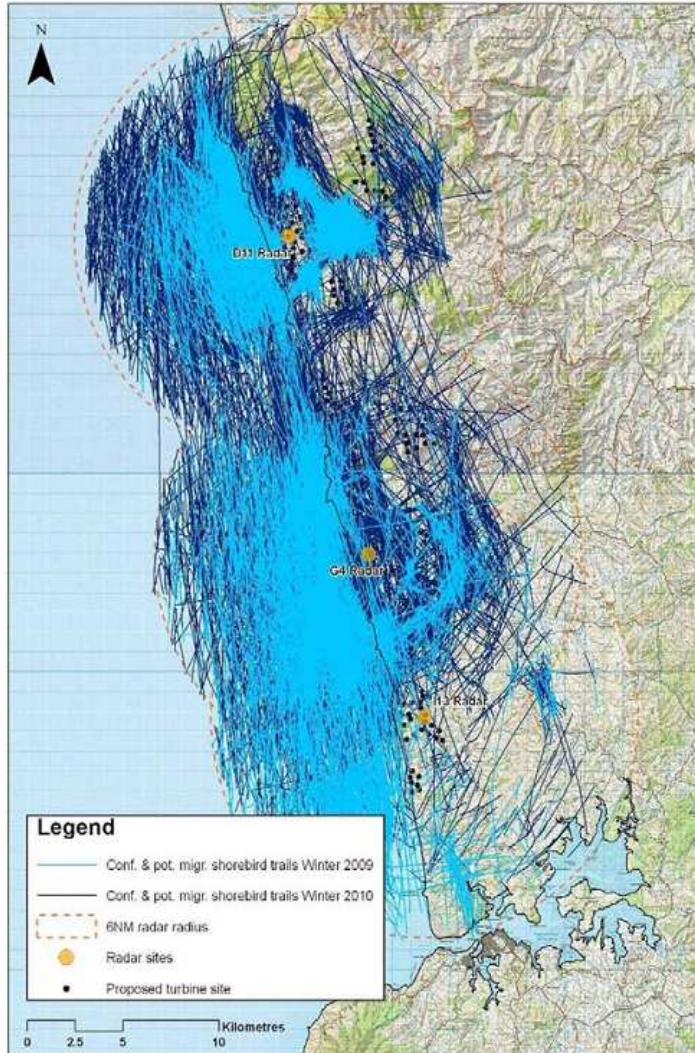 N
D11 Radar
G4 Radar
I1a Radar
Legend
Conf. & pot. migr. shorebird trails Winter 2009
Conf. & pot. migr. shorebird trails Winter 2010
6NM radar radius
Radar sites
Proposed turbine site
Kilometres
0 2.5 5 10